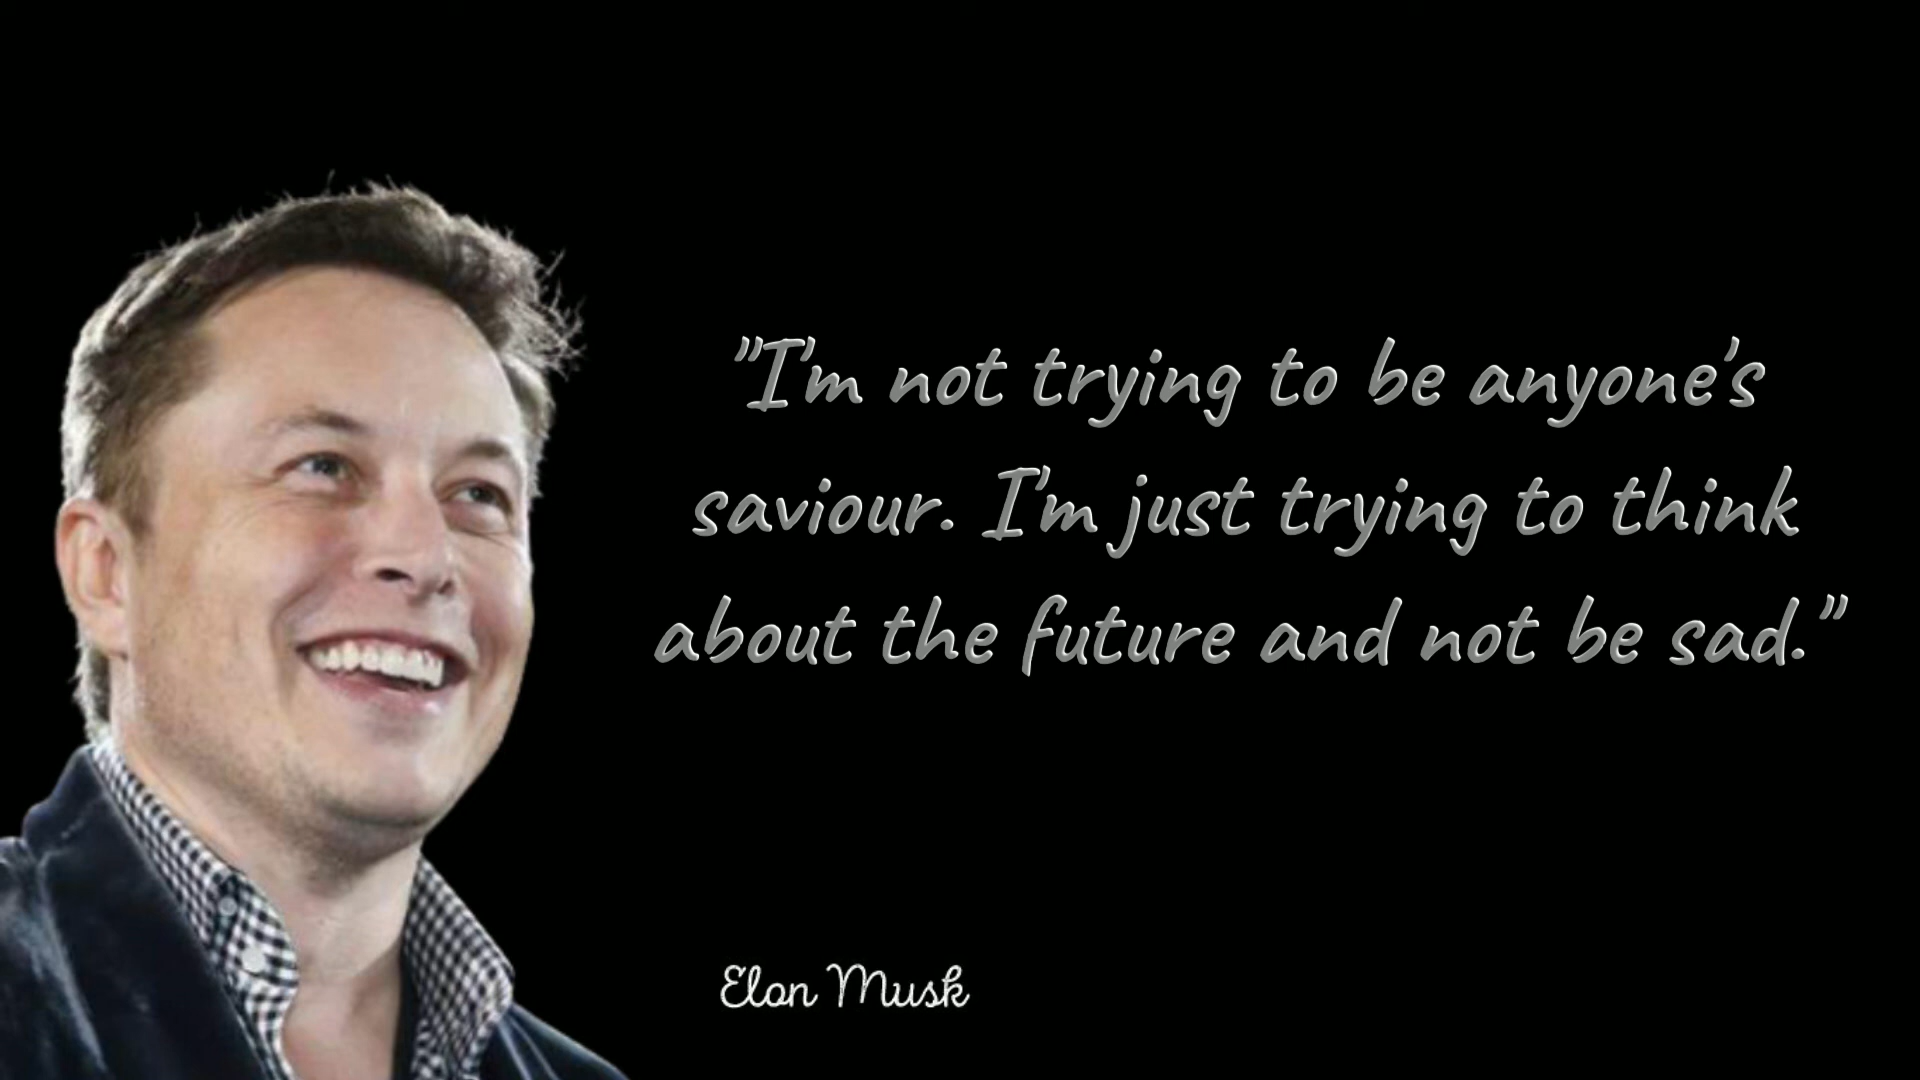 "I'm not trying to be anyone's
saviour. I'm just trying to think
about the future and not be sad."
Elon Musk